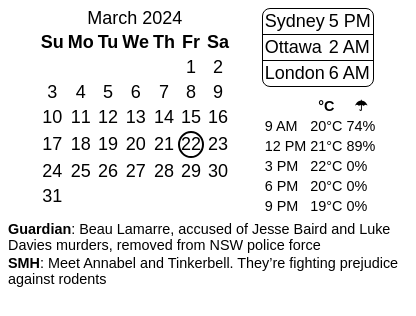 March 2024
Su Mo Tu We Th Fr Sa
1 2
3 4 5 6 7 8 9
10 11 12 13 14 15 16
17 18 19 20 21 22 23
24 25 26 27 28 29 30
31
Sydney 5 PM
Ottawa 2 AM
London 6 AM
°C ☂
9 AM 20°C 74%
12 PM 21°C 89%
3 PM 22°C 0%
6 PM 20°C 0%
9 PM 19°C 0%
Guardian: Beau Lamarre, accused of Jesse Baird and Luke
Davies murders, removed from NSW police force
SMH: Meet Annabel and Tinkerbell. They’re fighting prejudice
against rodents